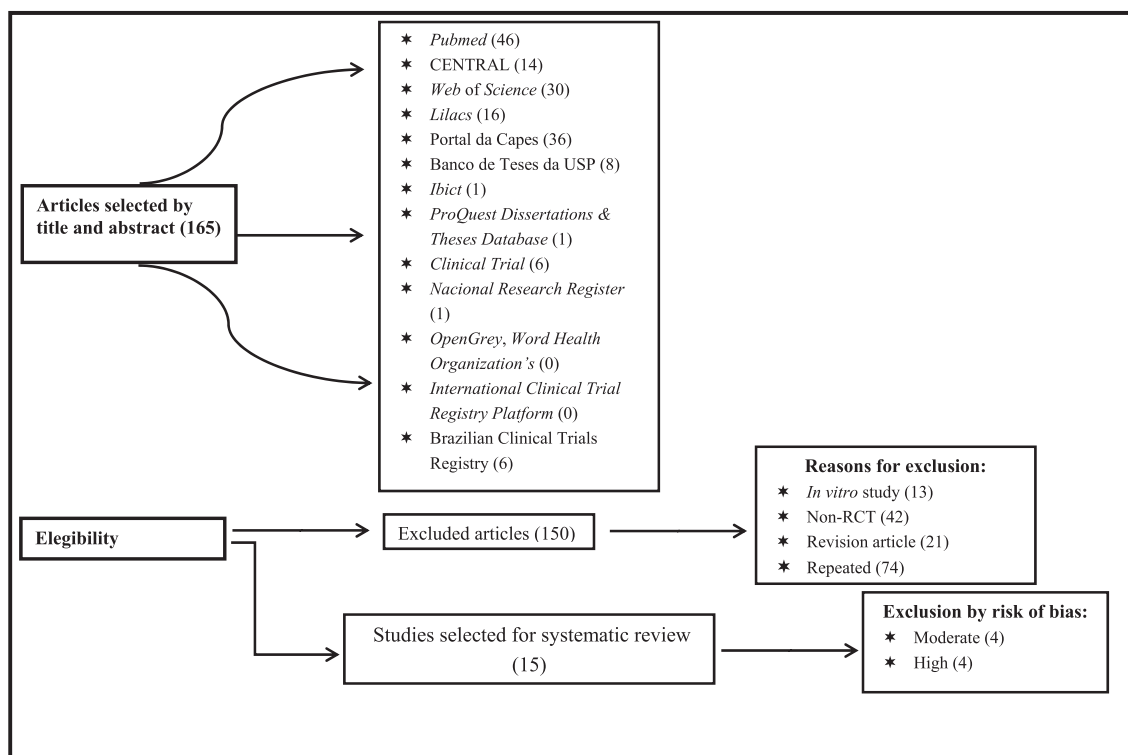 Articles selected by
title and abstract (165)
✶ Pubmed (46)
✶ CENTRAL (14)
✶ Web of Science (30)
✶ Lilacs (16)
✶ Portal da Capes (36)
✶ Banco de Teses da USP (8)
✶ Ibict (1)
✶ ProQuest Dissertations &
Theses Database (1)
✶ Clinical Trial (6)
✶ Nacional Research Register
(1)
✶ OpenGrey, Word Health
Organization's (0)
✶ International Clinical Trial
Registry Platform (0)
✶ Brazilian Clinical Trials
Registry (6)
Elegibility
Excluded articles (150)
Reasons for exclusion:
✶ In vitro study (13)
✶ Non-RCT (42)
✶ Revision article (21)
✶ Repeated (74)
Studies selected for systematic review
(15)
Exclusion by risk of bias:
✶ Moderate (4)
✶ High (4)